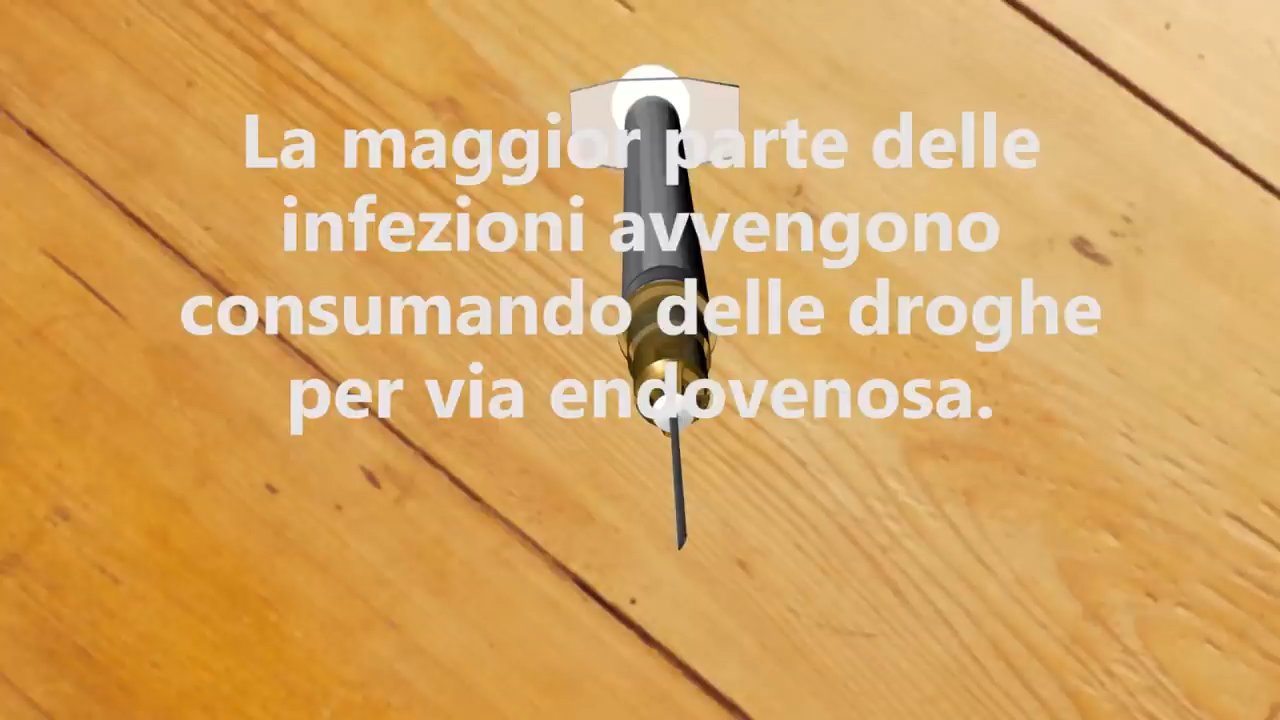 La maggior parte delle
infezioni avvengono
consumando delle droghe
per via endovenosa.